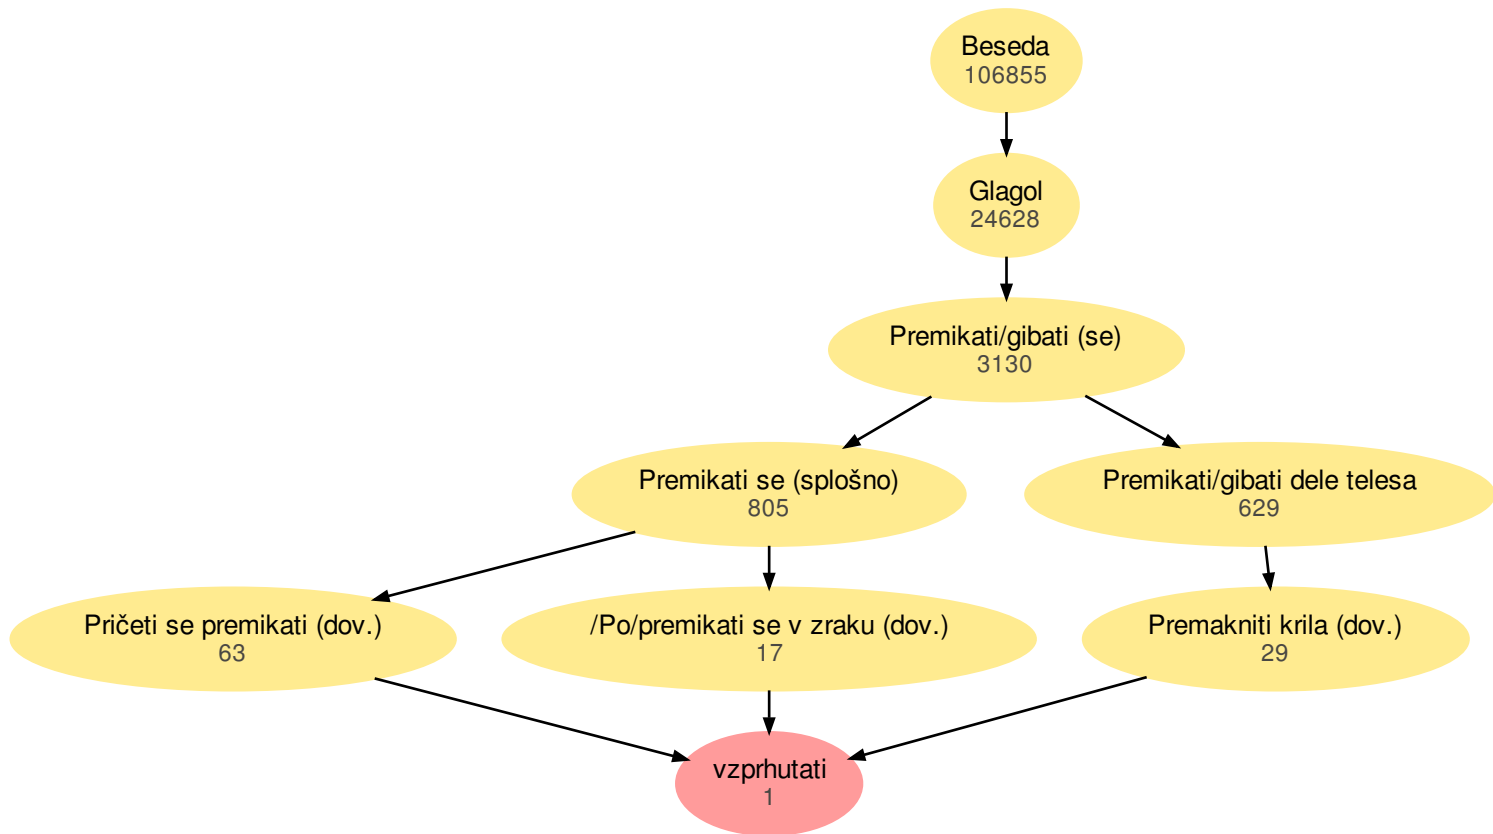 Beseda
106855
Glagol
24628
Premikati/gibati (se)
3130
Premikati se (splošno)
805
Premikati/gibati dele telesa
629
Pričeti se premikati (dov.)
63
/Po/premikati se v zraku (dov.)
17
Premakniti krila (dov.)
29
vzprhutati
1